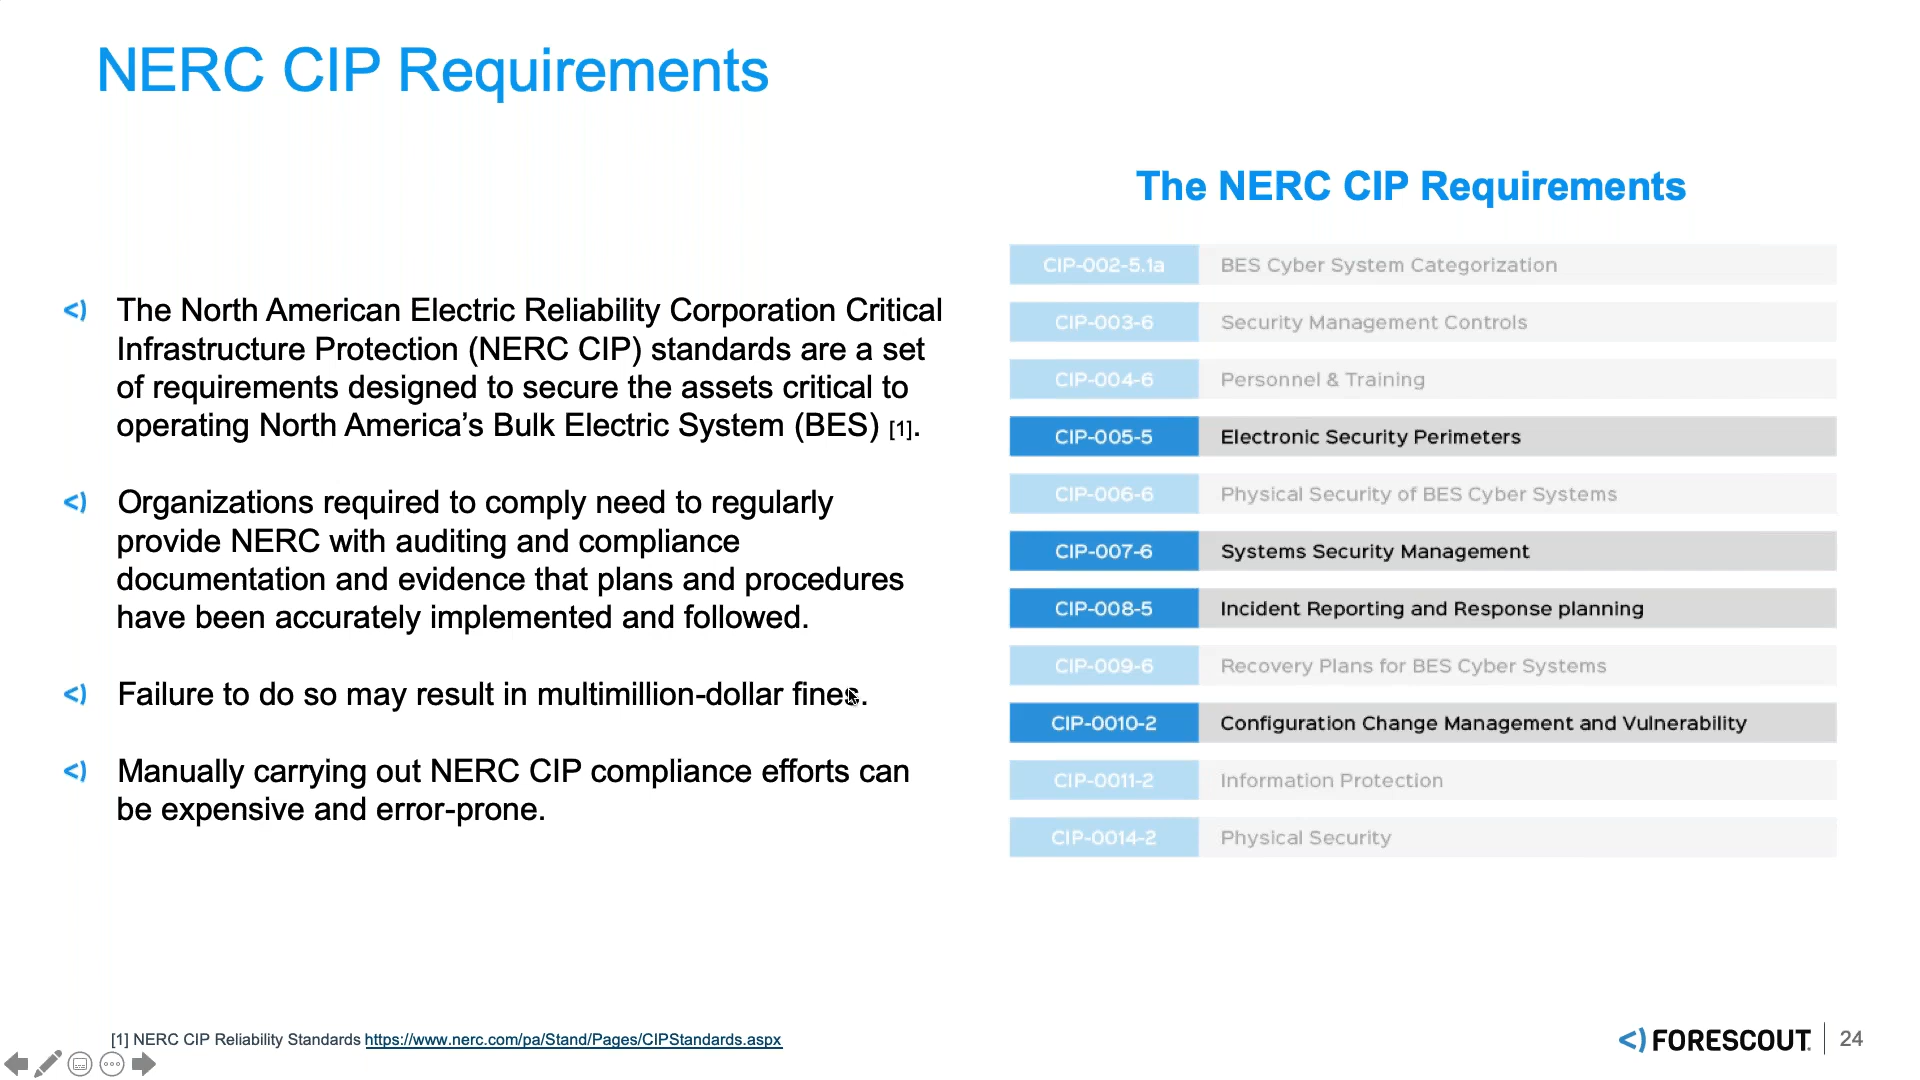 NERC CIP Requirements
The North American Electric Reliability Corporation Critical
Infrastructure Protection (NERC CIP) standards are a set
of requirements designed to secure the assets critical to
operating North America’s Bulk Electric System (BES) [1].
Organizations required to comply need to regularly
provide NERC with auditing and compliance
documentation and evidence that plans and procedures
have been accurately implemented and followed.
Failure to do so may result in multimillion-dollar fines.
Manually carrying out NERC CIP compliance efforts can
be expensive and error-prone.
The NERC CIP Requirements
CIP-002-5.1a BES Cyber System Categorization
CIP-003-6 Security Management Controls
CIP-004-6 Personnel & Training
CIP-005-5 Electronic Security Perimeters
CIP-006-6 Physical Security of BES Cyber Systems
CIP-007-6 Systems Security Management
CIP-008-5 Incident Reporting and Response planning
CIP-009-6 Recovery Plans for BES Cyber Systems
CIP-0010-2 Configuration Change Management and Vulnerability
CIP-0011-2 Information Protection
CIP-0014-2 Physical Security
[1] NERC CIP Reliability Standards https://www.nerc.com/pa/Stand/Pages/CIPStandards.aspx
FORESCOUT. 24